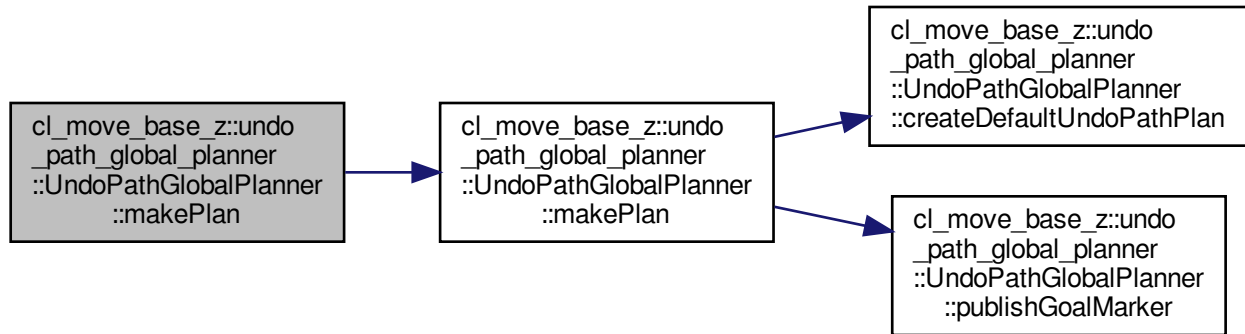 cl_move_base_z::undo
_path_global_planner
::UndoPathGlobalPlanner
::makePlan
cl_move_base_z::undo
_path_global_planner
::UndoPathGlobalPlanner
::makePlan
cl_move_base_z::undo
_path_global_planner
::UndoPathGlobalPlanner
::createDefaultUndoPathPlan
cl_move_base_z::undo
_path_global_planner
::UndoPathGlobalPlanner
::publishGoalMarker